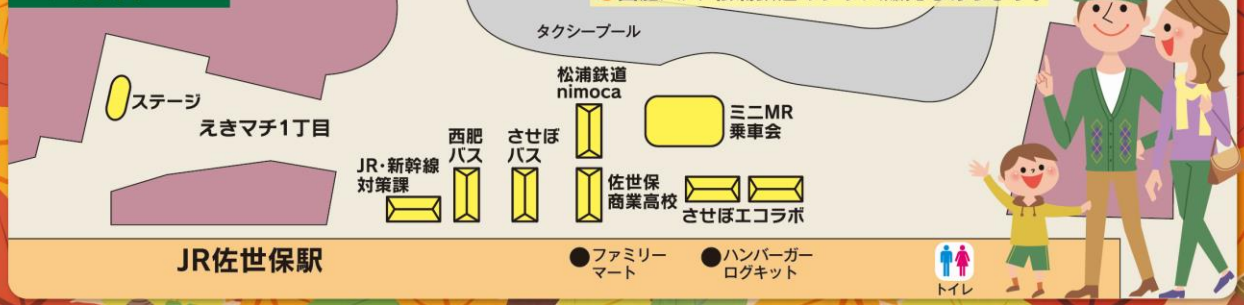 タクシープール
松浦鉄道
nimoca
ステージ
ミニMR
乗車会
えきマチ1丁目
西肥
バス
させぼ
バス
JR・新幹線
対策課
佐世保
商業高校
させぼエコラボ
JR佐世保駅
●ファミリー
マート
●ハンバーガー
ログキット
トイレ